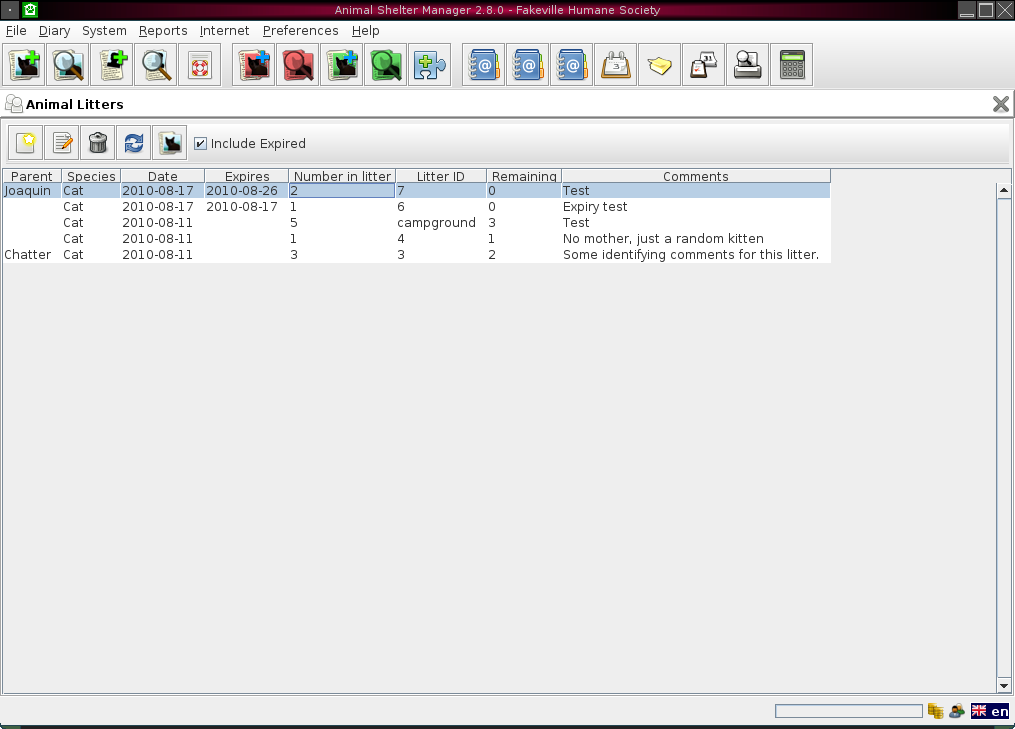 Animal Shelter Manager 2.8.0 - Fakeville Humane Society
File Diary System Reports Internet Preferences Help
Animal Litters
Include Expired
Parent Species Date Expires Number in litter Litter ID Remaining Comments
Joaquin Cat 2010-08-17 2010-08-26 2 7 0 Test
Cat 2010-08-17 2010-08-17 1 6 0 Expiry test
Cat 2010-08-11 5 campground 3 Test
Cat 2010-08-11 1 4 1 No mother, just a random kitten
Chatter Cat 2010-08-11 3 3 2 Some identifying comments for this litter.
en